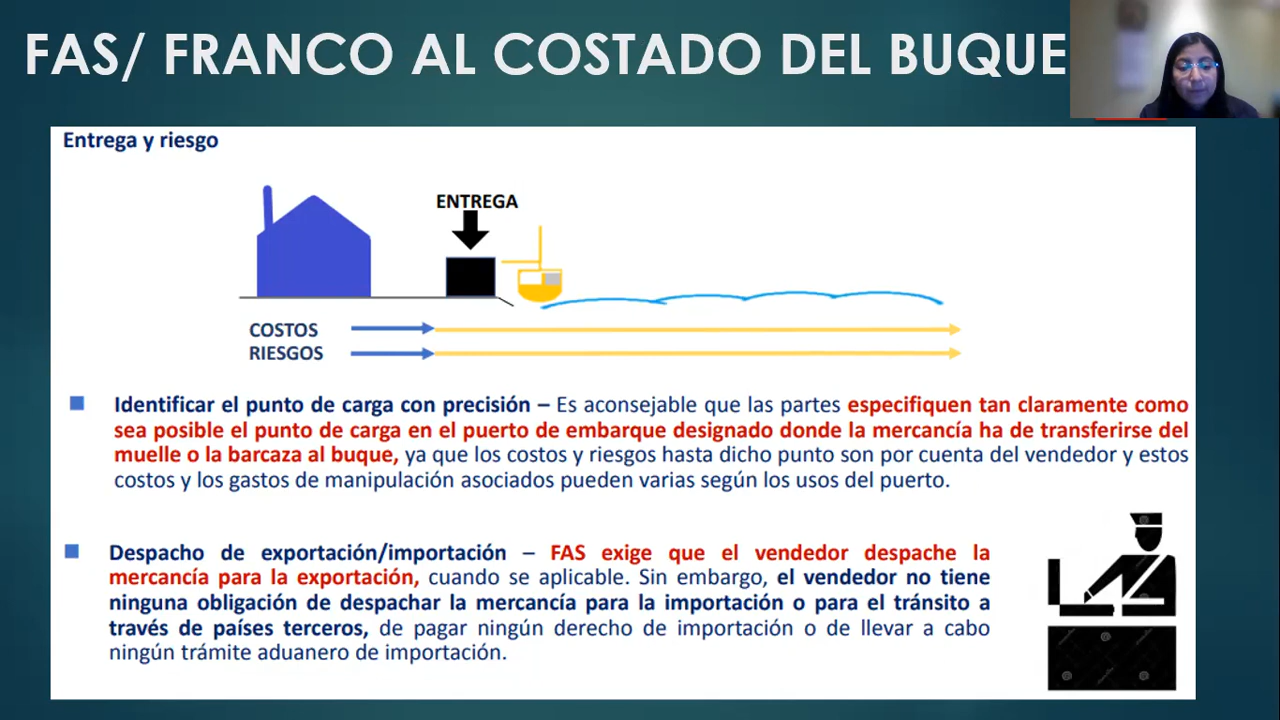 FAS/ FRANCO AL COSTADO DEL BUQUE
Entrega y riesgo
ENTREGA
COSTOS
RIESGOS
Identificar el punto de carga con precisión – Es aconsejable que las partes especifiquen tan claramente como
sea posible el punto de carga en el puerto de embarque designado donde la mercancía ha de transferirse del
muelle o la barcaza al buque, ya que los costos y riesgos hasta dicho punto son por cuenta del vendedor y estos
costos y los gastos de manipulación asociados pueden varias según los usos del puerto.
Despacho de exportación/importación – FAS exige que el vendedor despache la
mercancía para la exportación, cuando se aplicable. Sin embargo, el vendedor no tiene
ninguna obligación de despachar la mercancía para la importación o para el tránsito a
través de países terceros, de pagar ningún derecho de importación o de llevar a cabo
ningún trámite aduanero de importación.